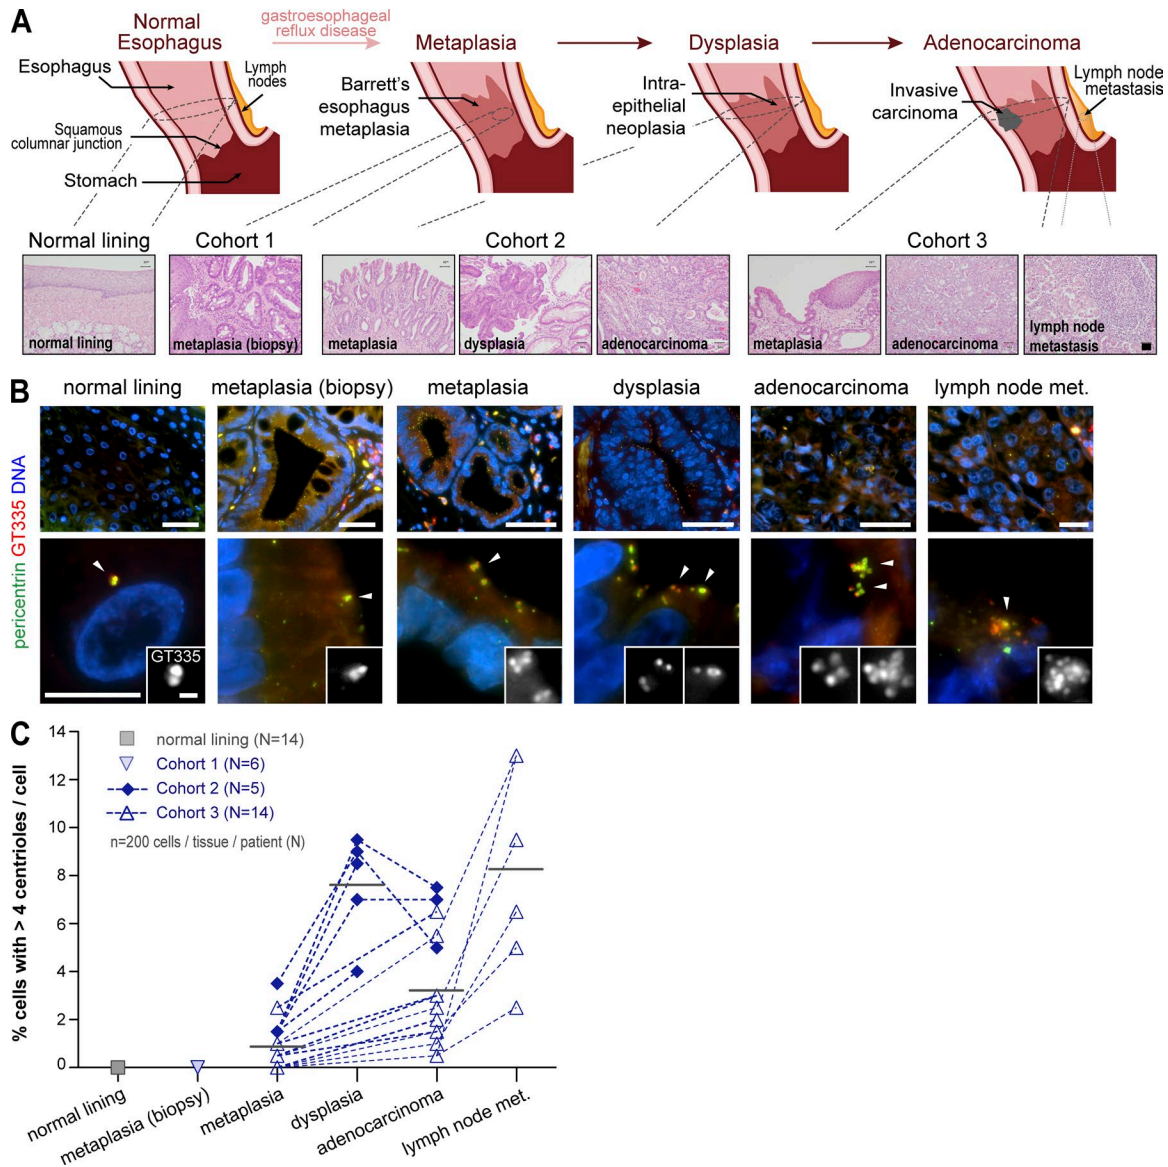 A
Normal
Esophagus
gastroesophageal
reflux disease
Metaplasia
Dysplasia
Adenocarcinoma
Esophagus
Lymph
nodes
Squamous
columnar junction
Stomach
Barrett's
esophagus
metaplasia
Intra-
epithelial
neoplasia
Invasive
carcinoma
Lymph node
metastasis
Normal lining
Cohort 1
Cohort 2
Cohort 3
normal lining
metaplasia (biopsy)
metaplasia
dysplasia
adenocarcinoma
metaplasia
adenocarcinoma
lymph node
metastasis
B
normal lining
metaplasia (biopsy)
metaplasia
dysplasia
adenocarcinoma
lymph node met.
pericentrin GT335 DNA
GT335
C
% cells with > 4 centrioles / cell
14
12
10
8
6
4
2
0
normal lining (N=14)
Cohort 1 (N=6)
Cohort 2 (N=5)
Cohort 3 (N=14)
n=200 cells / tissue / patient (N)
normal lining
metaplasia (biopsy)
metaplasia
dysplasia
adenocarcinoma
lymph node met.